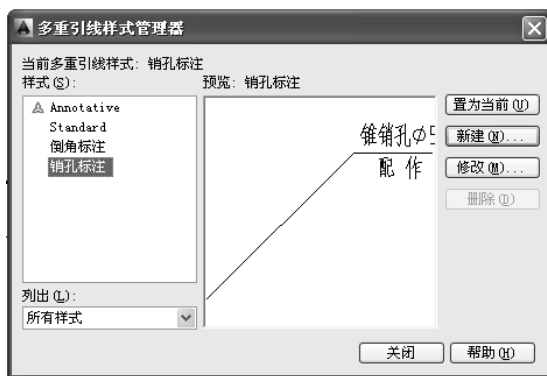 多重引线样式管理器
当前多重引线样式: 销孔标注
样式(S):
预览: 销孔标注
Annotative
Standard
倒角标注
销孔标注
锥销孔Φ5
配 作
置为当前(U)
新建(N)...
修改(M)...
删除(D)
列出(L):
所有样式
关闭
帮助(H)